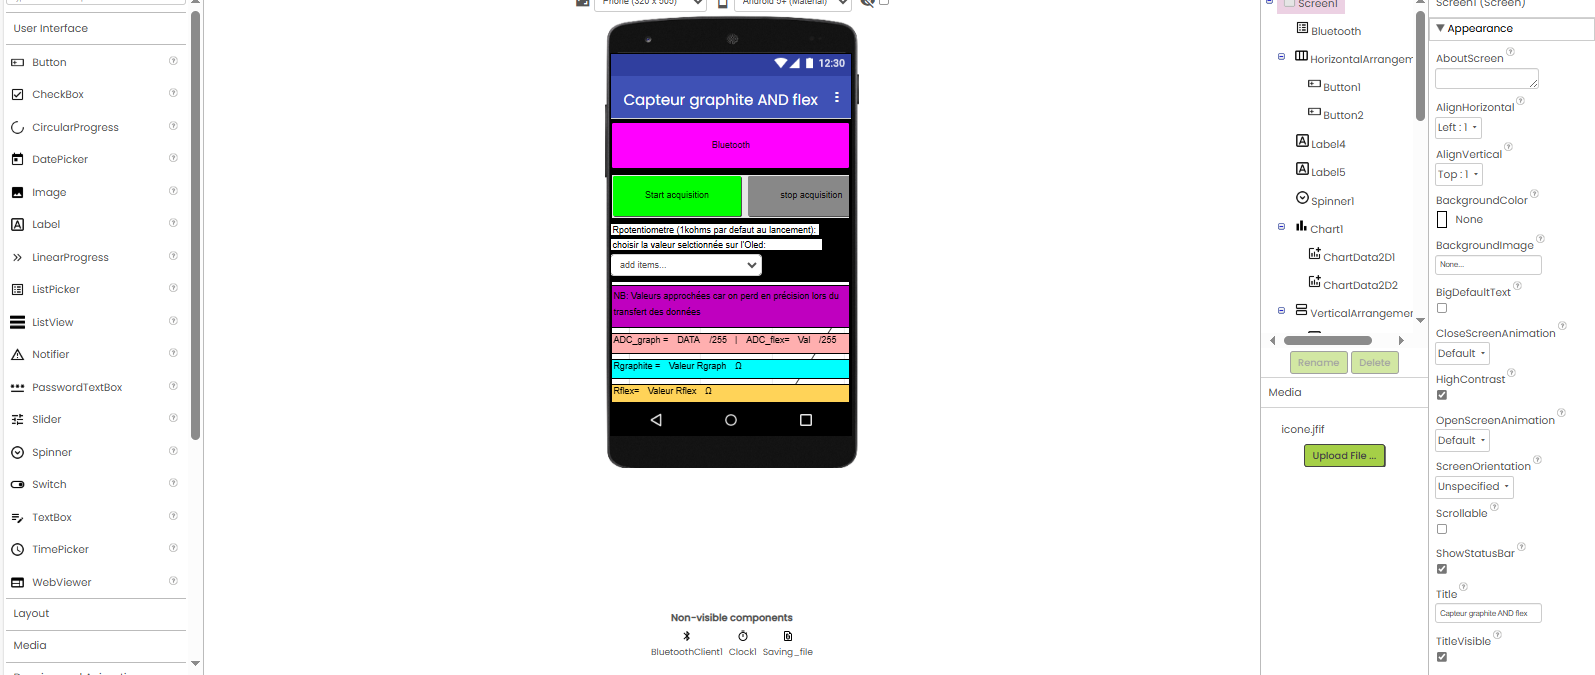 Phone (320 x 505)
Android 5+ (Material)
User Interface
Button
CheckBox
CircularProgress
DatePicker
Image
Label
LinearProgress
ListPicker
ListView
Notifier
PasswordTextBox
Slider
Spinner
Switch
TextBox
TimePicker
WebViewer
Layout
Media
12:30
Capteur graphite AND flex
Bluetooth
Start acquisition
stop acquisition
Rpotentiometre (1kohms par defaut au lancement):
choisir la valeur selctionnée sur l'Oled:
add items...
NB: Valeurs approchées car on perd en précision lors du
transfert des données
ADC_graph = DATA /255 | ADC_flex= Val /255
Rgraphite = Valeur Rgraph Ω
Rflex= Valeur Rflex Ω
Non-visible components
BluetoothClient1 Clock1 Saving_file
Screen1
Bluetooth
HorizontalArrangem
Button1
Button2
Label4
Label5
Spinner1
Chart1
ChartData2D1
ChartData2D2
VerticalArrangemer
Rename
Delete
Media
icone.jfif
Upload File ...
Screen1 (Screen)
Appearance
AboutScreen
AlignHorizontal
Left : 1
AlignVertical
Top : 1
BackgroundColor
None
BackgroundImage
None...
BigDefaultText
CloseScreenAnimation
Default
HighContrast
OpenScreenAnimation
Default
ScreenOrientation
Unspecified
Scrollable
ShowStatusBar
Title
Capteur graphite AND flex
TitleVisible